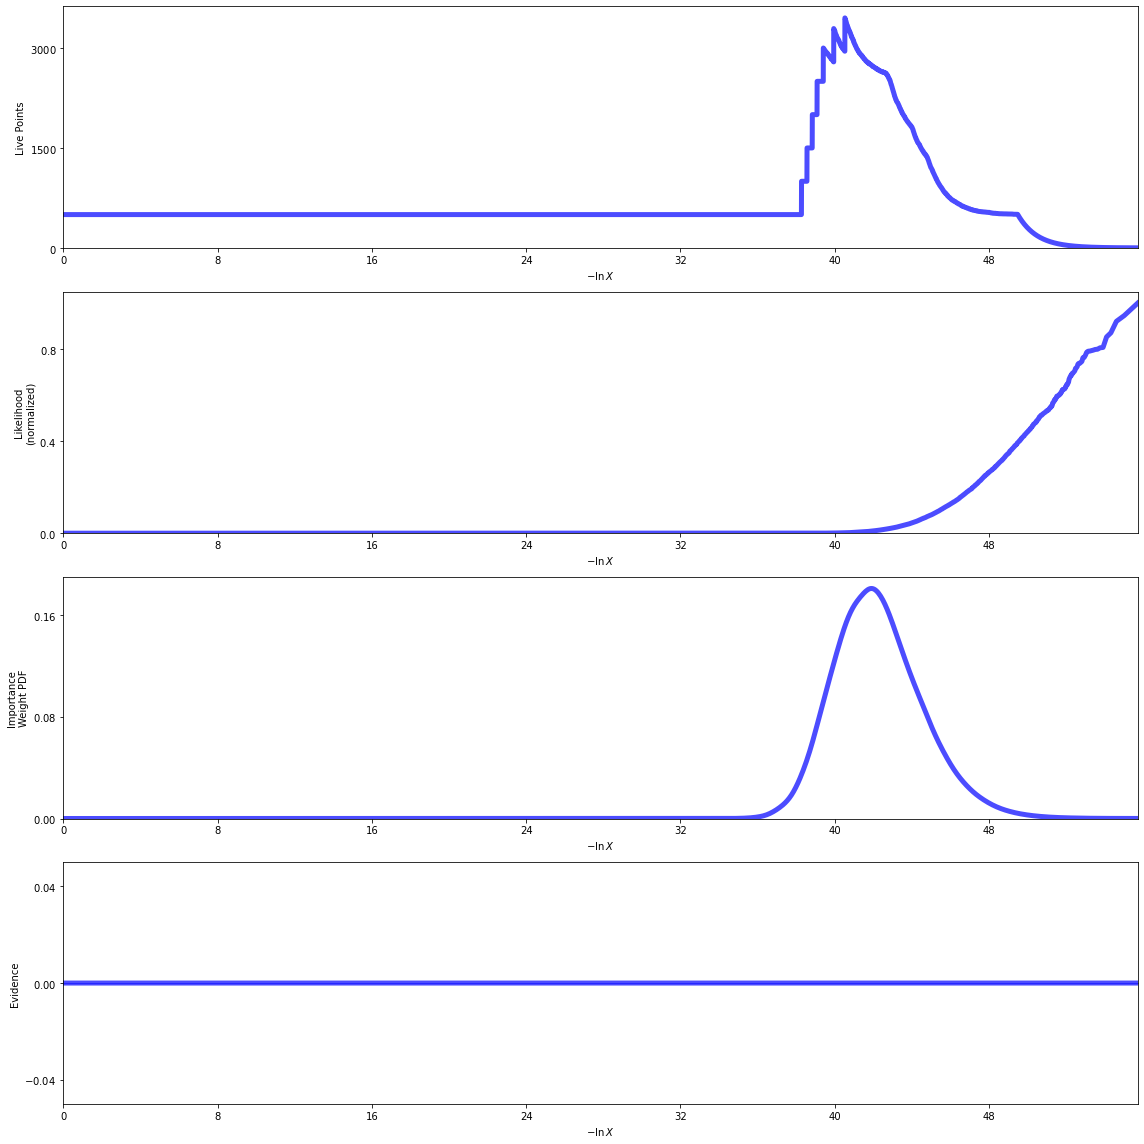 Live Points
3000
1500
0
0 8 16 24 32 40 48
−ln X
Likelihood
(normalized)
0.8
0.4
0.0
0 8 16 24 32 40 48
−ln X
Importance
Weight PDF
0.16
0.08
0.00
0 8 16 24 32 40 48
−ln X
Evidence
0.04
0.00
−0.04
0 8 16 24 32 40 48
−ln X